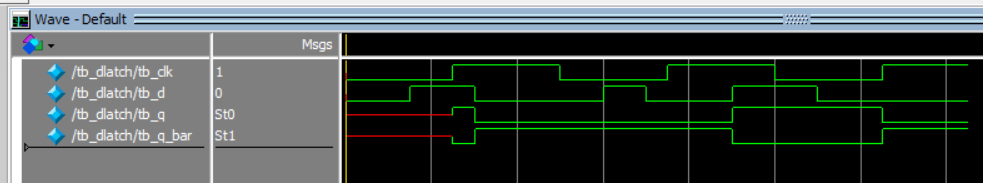 Wave - Default
Msgs
/tb_dlatch/tb_clk 1
/tb_dlatch/tb_d 0
/tb_dlatch/tb_q St0
/tb_dlatch/tb_q_bar St1